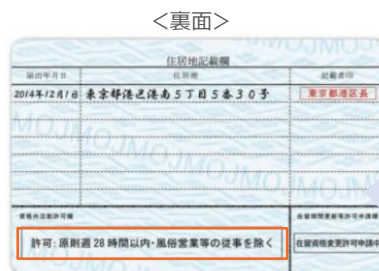 ＜裏面＞
住居地記載欄
届出年月日 住居地 記載者印
2014年12月1日 東京都港区港南5丁目5番30号 東京都港区長
資格外活動許可欄 在留期間更新等許可申請欄
許可:原則週28時間以内・風俗営業等の従事を除く 在留資格変更許可申請中
MOJMOJMOJ